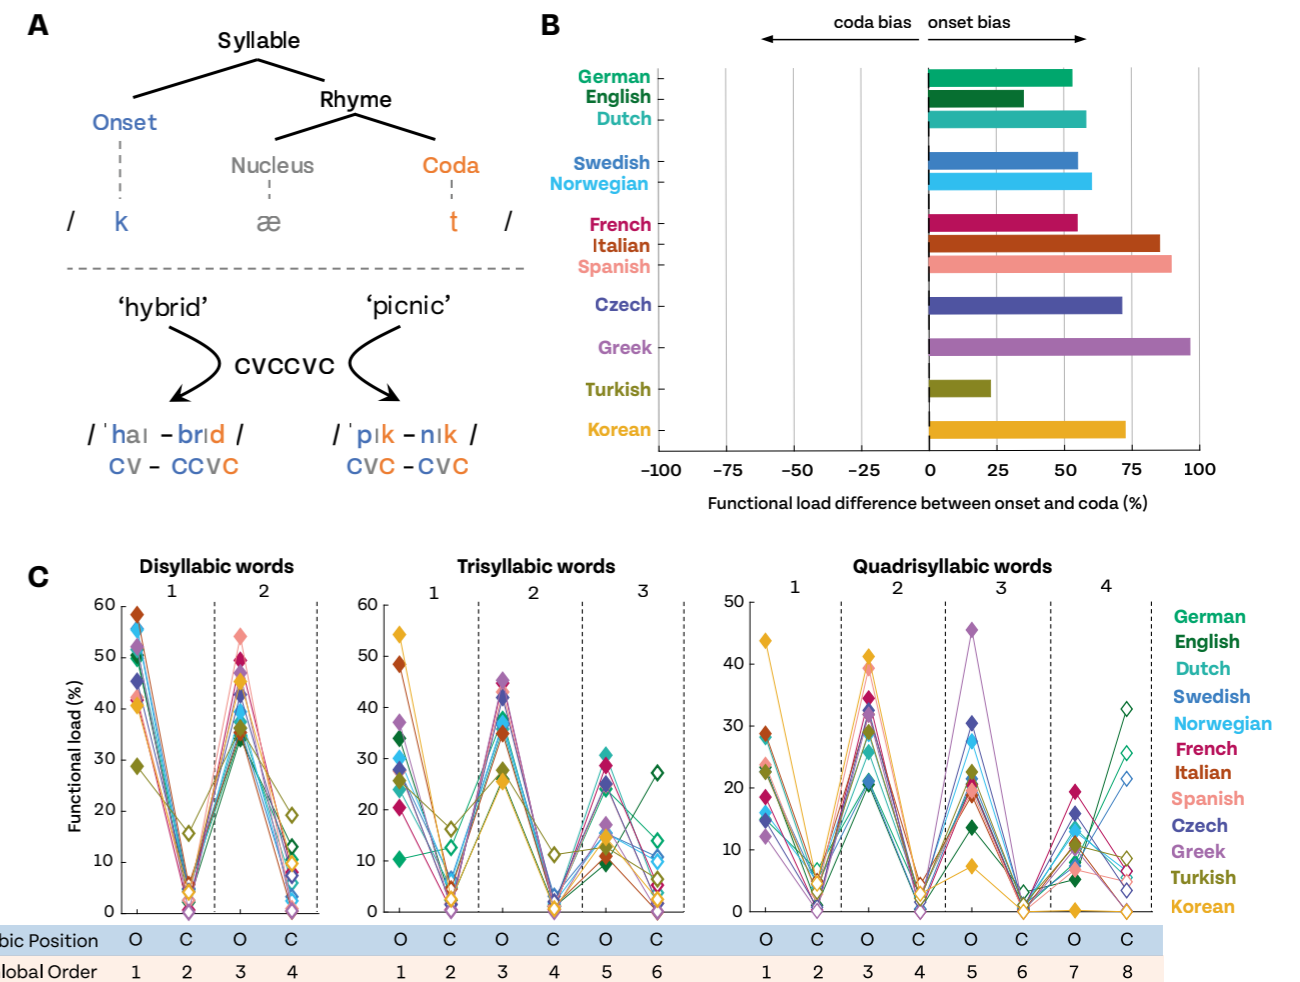 A
Syllable
Rhyme
Onset
Nucleus
Coda
/ k æ t /
‘hybrid’
‘picnic’
CVCCVC
/ ˈhaɪ – brɪd /
CV – CCVC
/ ˈpɪk – nɪk /
CVC – CVC
B
coda bias
onset bias
German
English
Dutch
Swedish
Norwegian
French
Italian
Spanish
Czech
Greek
Turkish
Korean
−100 −75 −50 −25 0 25 50 75 100
Functional load difference between onset and coda (%)
C
Disyllabic words
1 2
Functional load (%)
60
50
40
30
20
10
0
Trisyllabic words
1 2 3
60
50
40
30
20
10
0
Quadrisyllabic words
1 2 3 4
50
40
30
20
10
0
German
English
Dutch
Swedish
Norwegian
French
Italian
Spanish
Czech
Greek
Turkish
Korean
bic Position O C O C O C O C O C O C O C O C O C
lobal Order 1 2 3 4 1 2 3 4 5 6 1 2 3 4 5 6 7 8